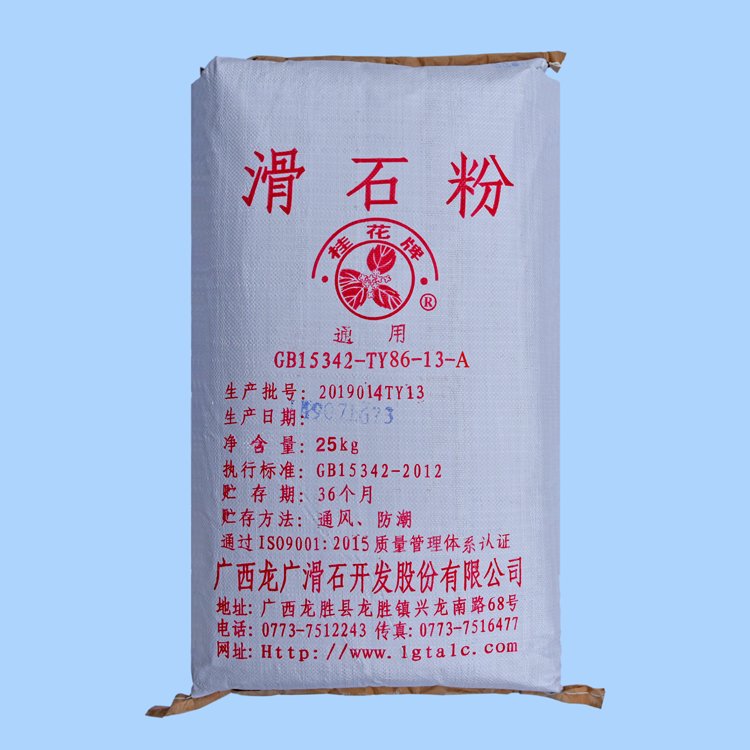 滑石粉
桂花牌
®
通用
GB15342-TY86-13-A
生产批号: 2019014TY13
生产日期:
净含量: 25kg
执行标准: GB15342-2012
贮存期: 36个月
贮存方法: 通风、防潮
通过ISO9001:2015质量管理体系认证
广西龙广滑石开发股份有限公司
地址: 广西龙胜县龙胜镇兴龙南路68号
电话: 0773-7512243 传真: 0773-7516477
网址: Http://www.lgtalc.com